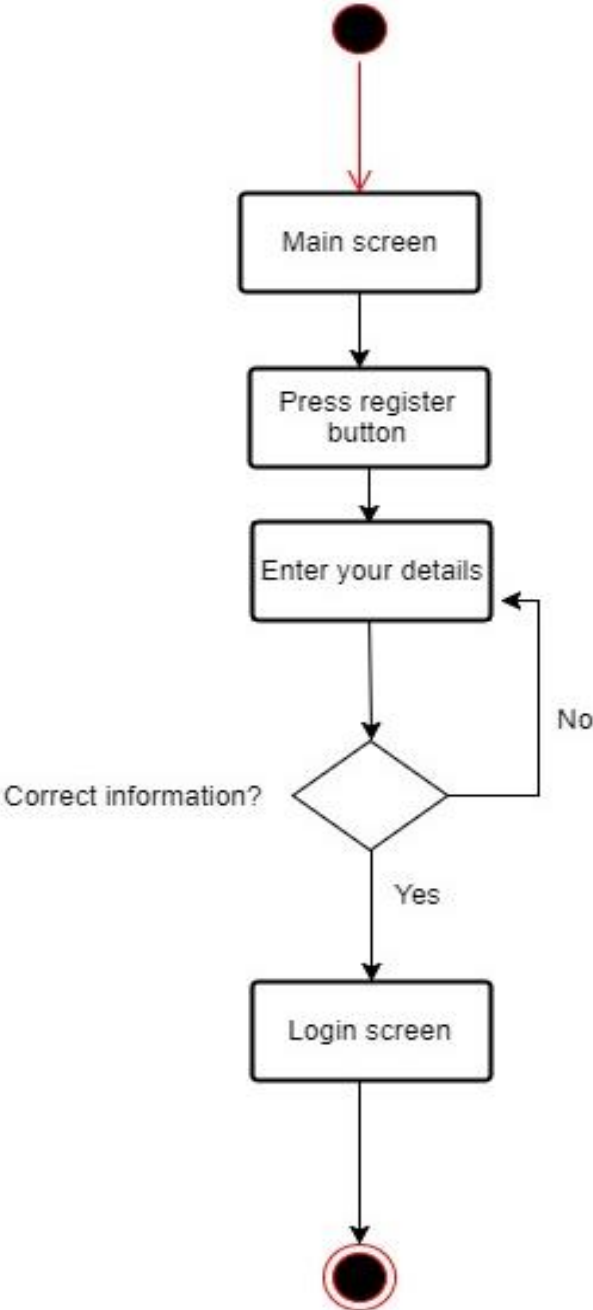 Main screen
Press register
button
Enter your details
No
Correct information?
Yes
Login screen